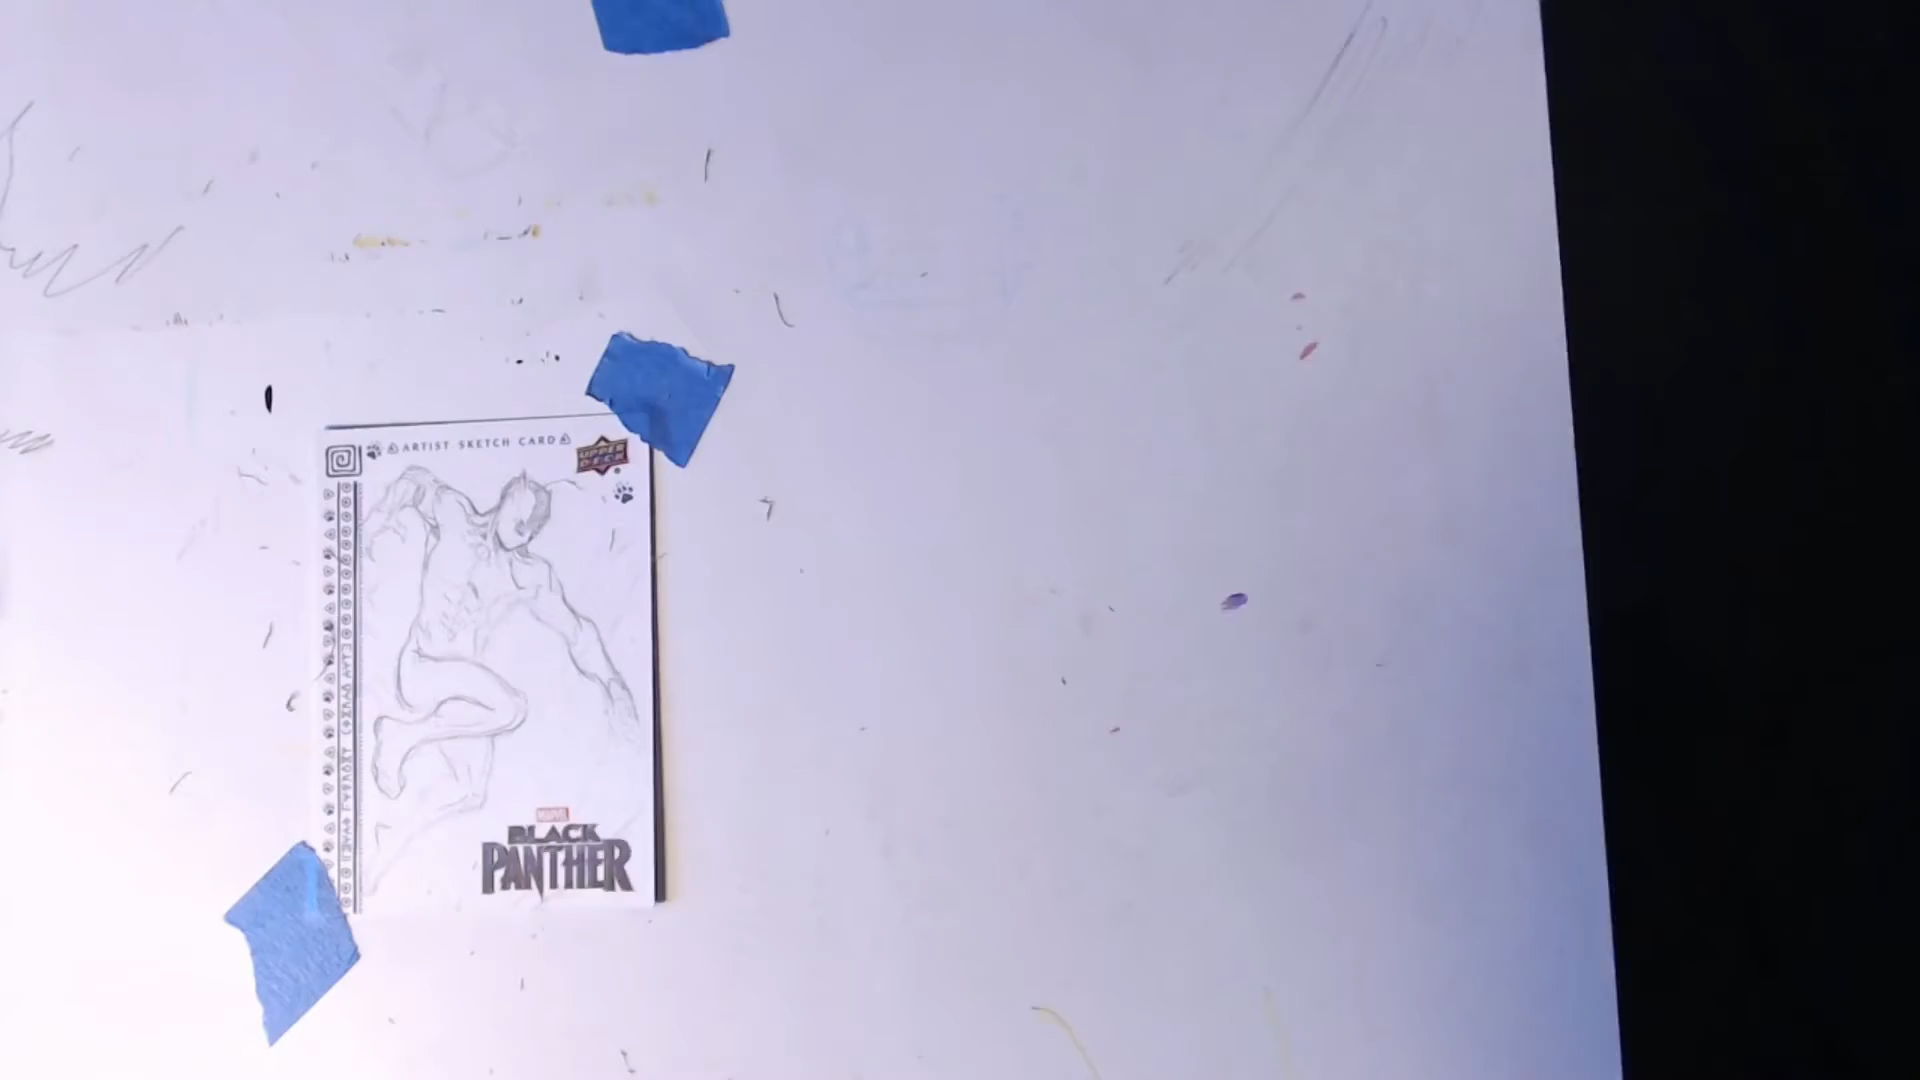 ARTIST SKETCH CARD
UPPER
DECK
MARVEL
BLACK
PANTHER